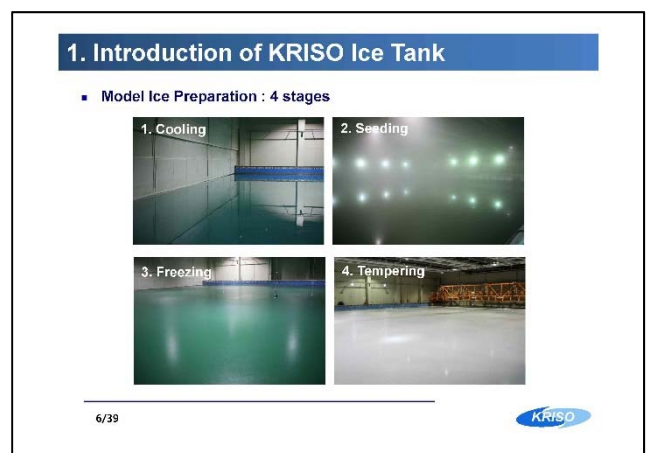 1. Introduction of KRISO Ice Tank
Model Ice Preparation : 4 stages
1. Cooling
2. Seeding
3. Freezing
4. Tempering
6/39
KRISO